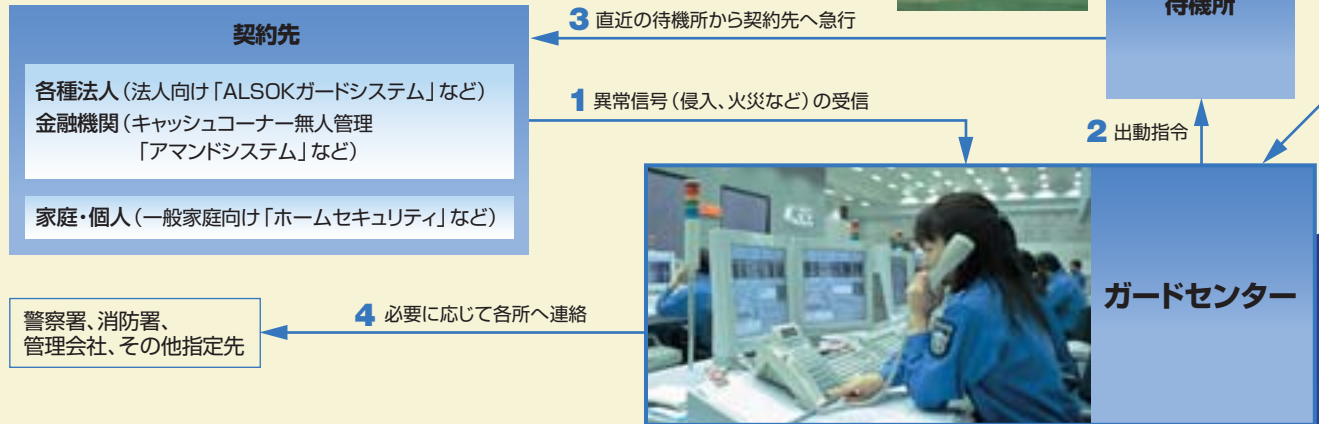 待機所
3 直近の待機所から契約先へ急行
契約先
各種法人(法人向け「ALSOKガードシステム」など)
金融機関(キャッシュコーナー無人管理
「アマンドシステム」など)
家庭・個人(一般家庭向け「ホームセキュリティ」など)
1 異常信号(侵入、火災など)の受信
2 出動指令
ガードセンター
4 必要に応じて各所へ連絡
警察署、消防署、
管理会社、その他指定先